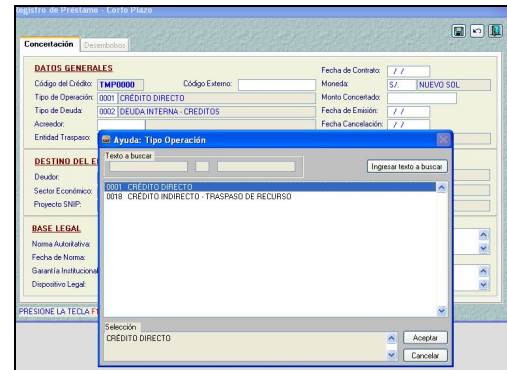 egistro de Préstamo - Corto Plazo
Concertación Desembolsos
DATOS GENERALES
Código del Crédito: TMP0000 Código Externo:
Tipo de Operación: 0001 CRÉDITO DIRECTO
Tipo de Deuda: 0002 DEUDA INTERNA - CREDITOS
Acreedor:
Entidad Traspaso:
Fecha de Contrato: / /
Moneda: S/. NUEVO SOL
Monto Concertado:
Fecha de Emisión: / /
Fecha Cancelación: / /
DESTINO DEL E
Deudor:
Sector Económico:
Proyecto SNIP:
BASE LEGAL
Norma Autoritativa:
Fecha de Norma:
Garantía Institucional
Dispositivo Legal:
PRESIONE LA TECLA F1
Ayuda: Tipo Operación
Texto a buscar
Ingresar texto a buscar
0001 CRÉDITO DIRECTO
0018 CRÉDITO INDIRECTO - TRASPASO DE RECURSO
Selección
CRÉDITO DIRECTO
Aceptar
Cancelar